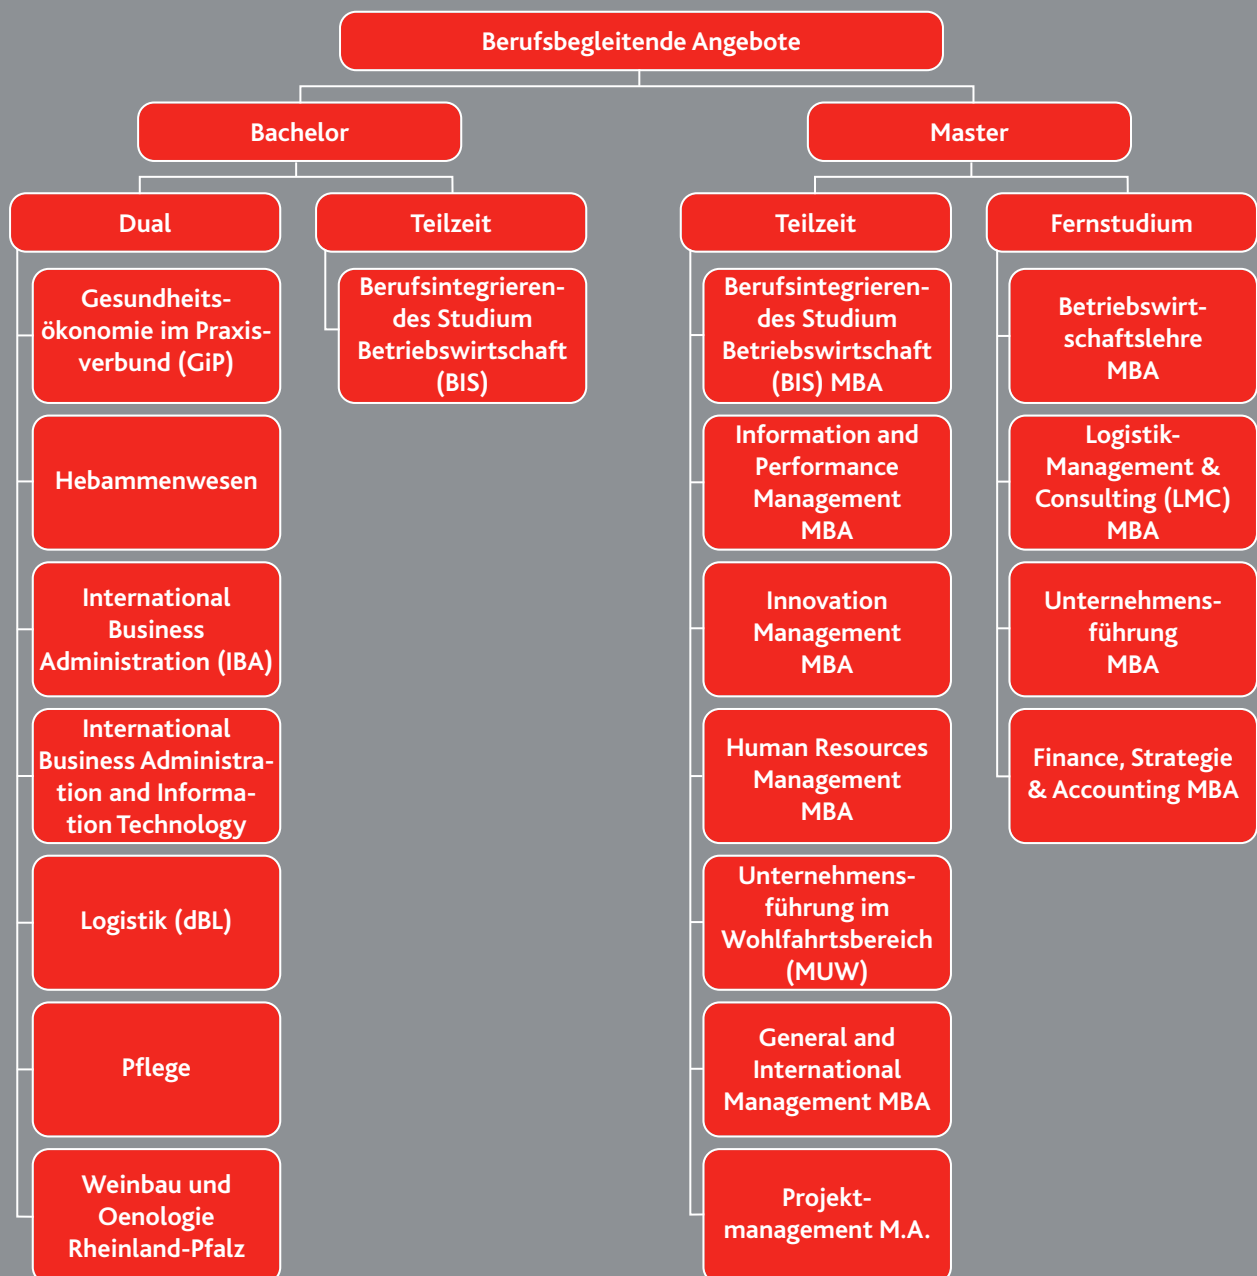 Berufsbegleitende Angebote
Bachelor
Master
Dual
Teilzeit
Teilzeit
Fernstudium
Gesundheits-
ökonomie im Praxis-
verbund (GiP)
Hebammenwesen
International
Business
Administration (IBA)
International
Business Administra-
tion and Informa-
tion Technology
Logistik (dBL)
Pflege
Weinbau und
Oenologie
Rheinland-Pfalz
Berufsintegrieren-
des Studium
Betriebswirtschaft
(BIS)
Berufsintegrieren-
des Studium
Betriebswirtschaft
(BIS) MBA
Information and
Performance
Management
MBA
Innovation
Management
MBA
Human Resources
Management
MBA
Unternehmens-
führung im
Wohlfahrtsbereich
(MUW)
General and
International
Management MBA
Projekt-
management M.A.
Betriebswirt-
schaftslehre
MBA
Logistik-
Management &
Consulting (LMC)
MBA
Unternehmens-
führung
MBA
Finance, Strategie
& Accounting MBA